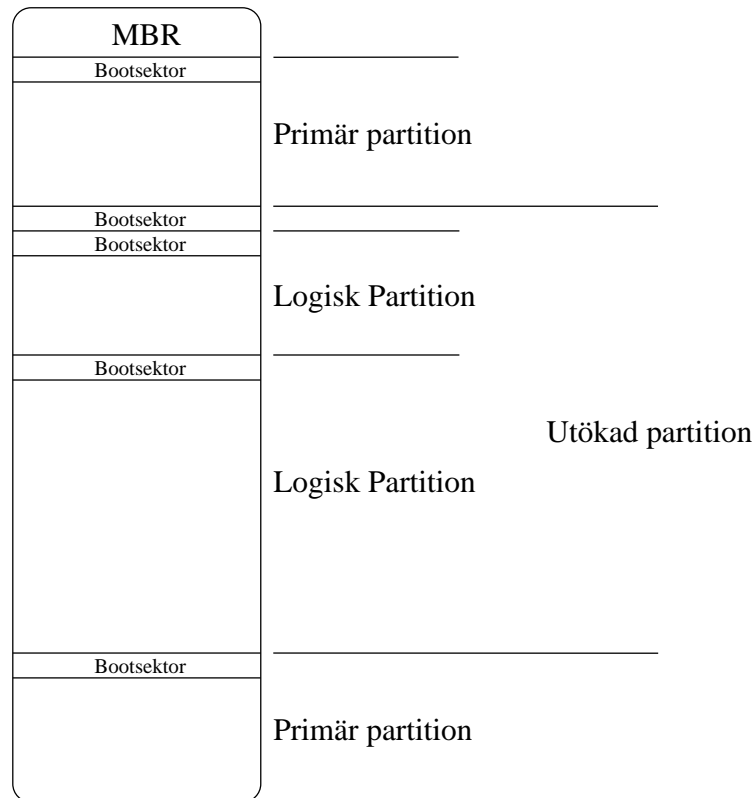 MBR
Bootsektor
Primär partition
Bootsektor
Bootsektor
Logisk Partition
Bootsektor
Utökad partition
Logisk Partition
Bootsektor
Primär partition